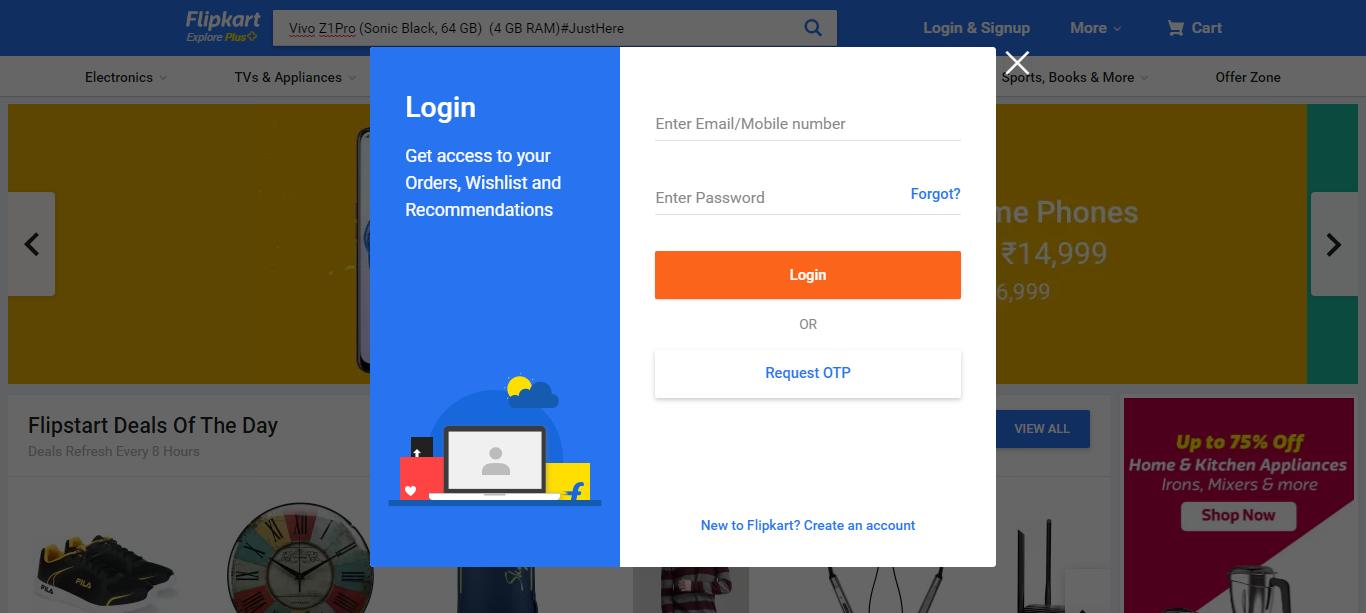 Flipkart
Explore Plus
Vivo Z1Pro (Sonic Black, 64 GB)  (4 GB RAM)#JustHere
Login & Signup
More
Cart
Electronics
TVs & Appliances
Sports, Books & More
Offer Zone
Login
Get access to your
Orders, Wishlist and
Recommendations
Enter Email/Mobile number
Enter Password
Forgot?
Login
OR
Request OTP
New to Flipkart? Create an account
Phones
₹14,999
6,999
Flipstart Deals Of The Day
Deals Refresh Every 8 Hours
VIEW ALL
Up to 75% Off
Home & Kitchen Appliances
Irons, Mixers & more
Shop Now
FILA
FILA